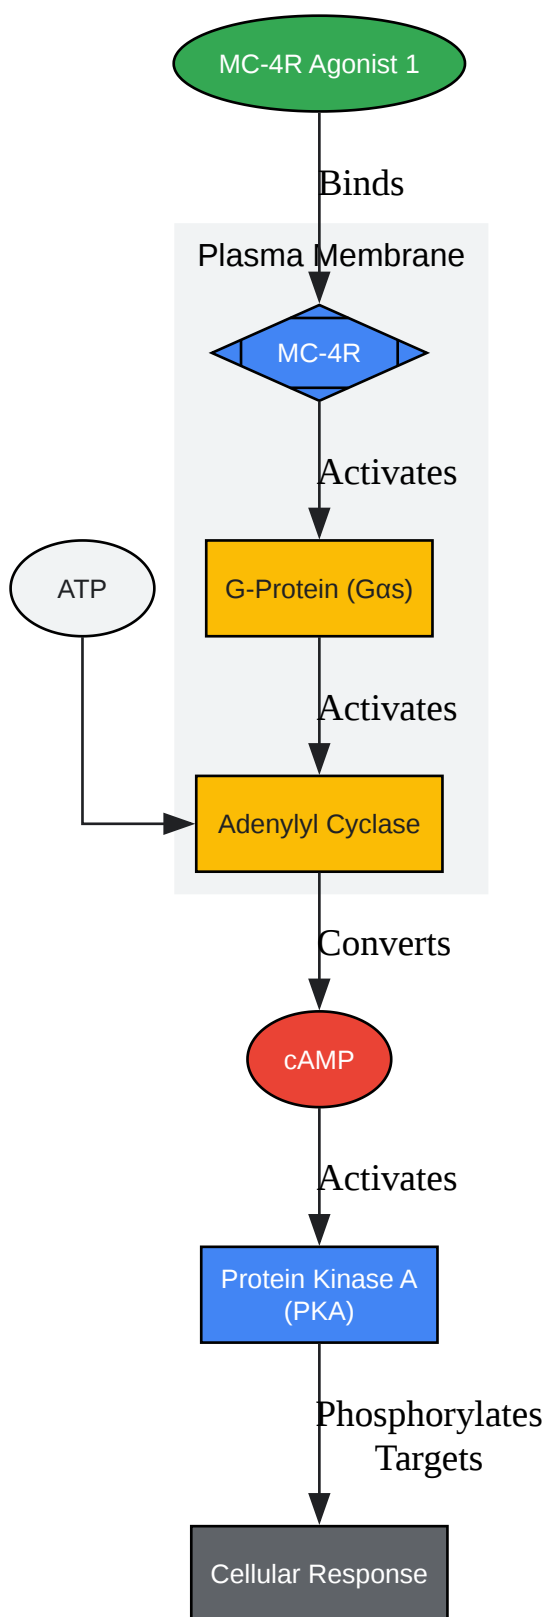 MC-4R Agonist 1
Binds
Plasma Membrane
MC-4R
Activates
ATP
G-Protein (Gαs)
Activates
Adenylyl Cyclase
Converts
cAMP
Activates
Protein Kinase A
(PKA)
Phosphorylates
Targets
Cellular Response